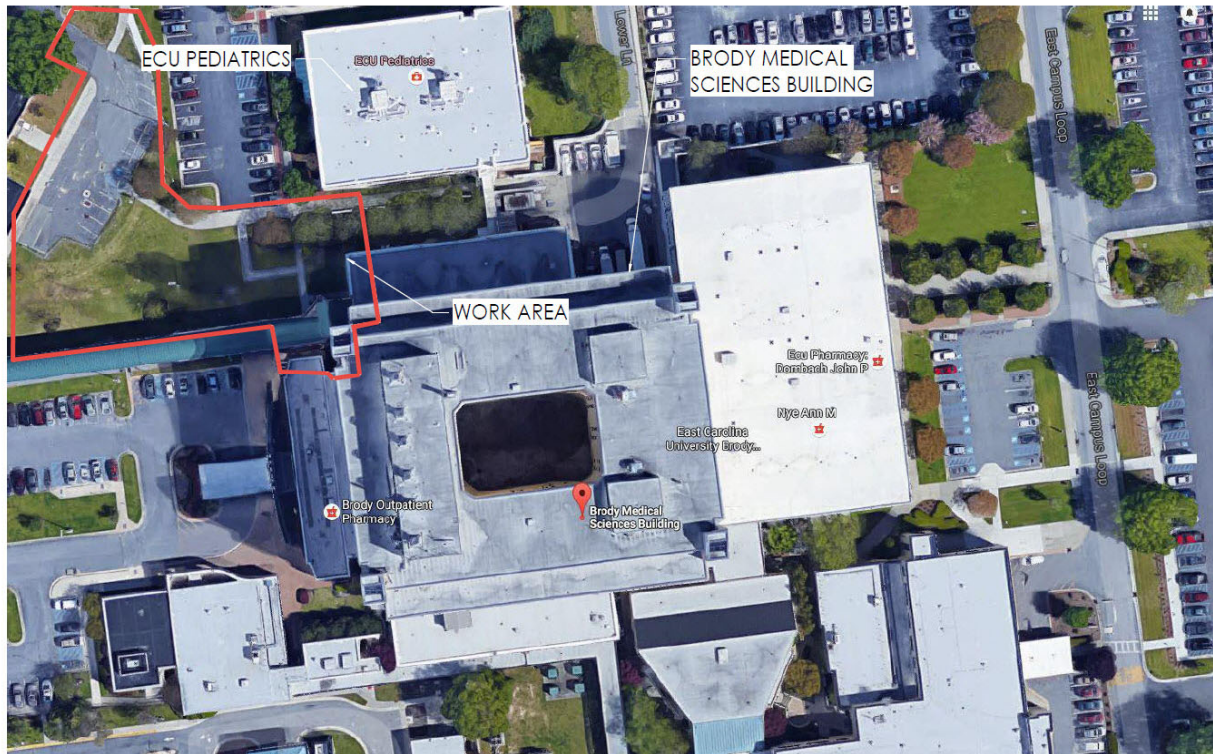 Lower Ln
ECU PEDIATRICS
ECU Pediatrics
BRODY MEDICAL
SCIENCES BUILDING
East Campus Loop
WORK AREA
Ecu Pharmacy:
Rombach John P
Nye Ann M
East Carolina
University Brody...
East Campus Loop
Brody Outpatient
Pharmacy
Brody Medical
Sciences Building